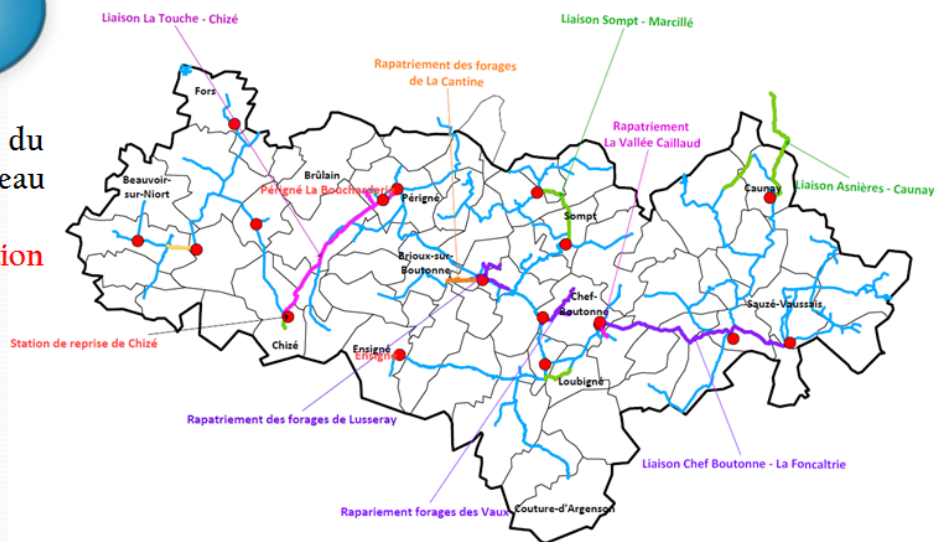 Liaison La Touche - Chizé
Liaison Sompt - Marcillé
Rapatriement des forages
de La Cantine
Rapatriement
La Vallée Caillaud
Fors
du
eau
tion
Beauvoir-
sur-Niort
Brûlain
Périgné La Boucharderie
Périgné
Caunay
Liaison Asnières - Caunay
Sompt
Brioux-sur-
Boutonne
Chef-
Boutonne
Sauzé-Vaussais
Station de reprise de Chizé
Chizé
Ensigné
Ensigné
Loubigné
Rapatriement des forages de Lusseray
Liaison Chef Boutonne - La Foncaltrie
Rapariement forages des Vaux
Couture-d'Argenson